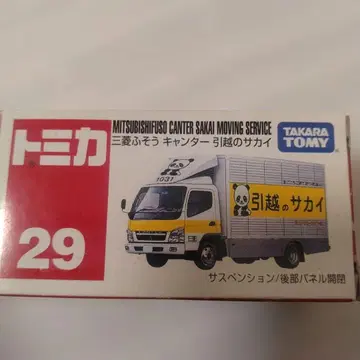 トミカ
MITSUBISHIFUSO CANTER SAKAI MOVING SERVICE
三菱ふそう キャンター 引越のサカイ
TAKARA
TOMY
1031
引越のサカイ
29
サスペンション/後部パネル開閉